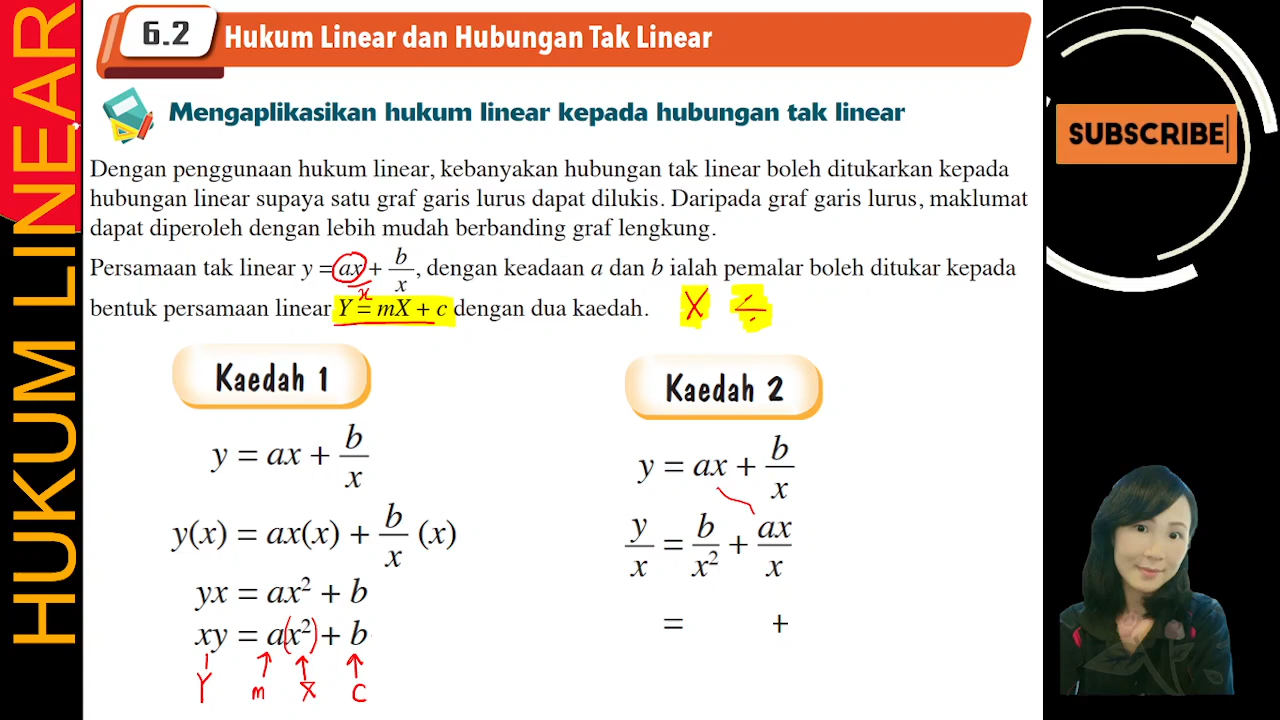 HUKUM LINEAR
6.2 Hukum Linear dan Hubungan Tak Linear
Mengaplikasikan hukum linear kepada hubungan tak linear
Dengan penggunaan hukum linear, kebanyakan hubungan tak linear boleh ditukarkan kepada
hubungan linear supaya satu graf garis lurus dapat dilukis. Daripada graf garis lurus, maklumat
dapat diperoleh dengan lebih mudah berbanding graf lengkung.
Persamaan tak linear y = ax + b/x, dengan keadaan a dan b ialah pemalar boleh ditukar kepada
x
bentuk persamaan linear Y = mX + c dengan dua kaedah. X ÷
Kaedah 1
y = ax + b/x
y(x) = ax(x) + b/x (x)
yx = ax² + b
xy = a(x²) + b
Y m X C
Kaedah 2
y = ax + b/x
y/x = b/x² + ax/x
= +
SUBSCRIBE